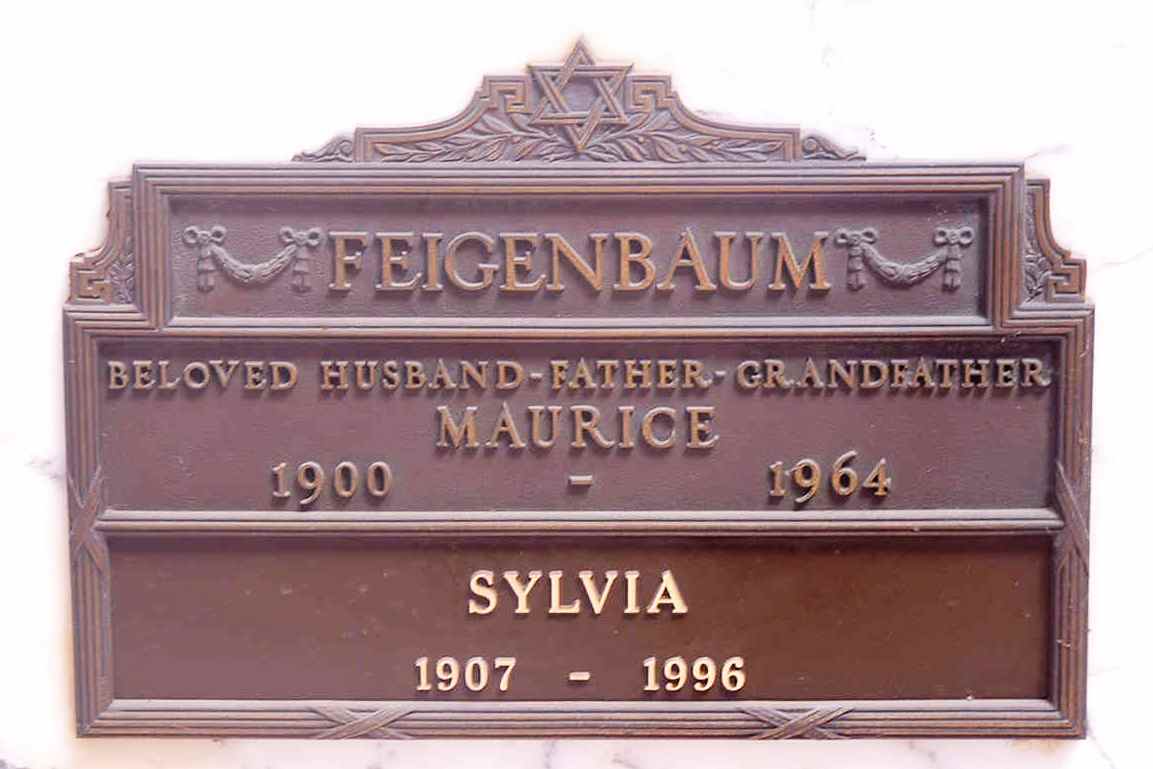 FEIGENBAUM
BELOVED HUSBAND-FATHER-GRANDFATHER
MAURICE
1900 - 1964
SYLVIA
1907 - 1996